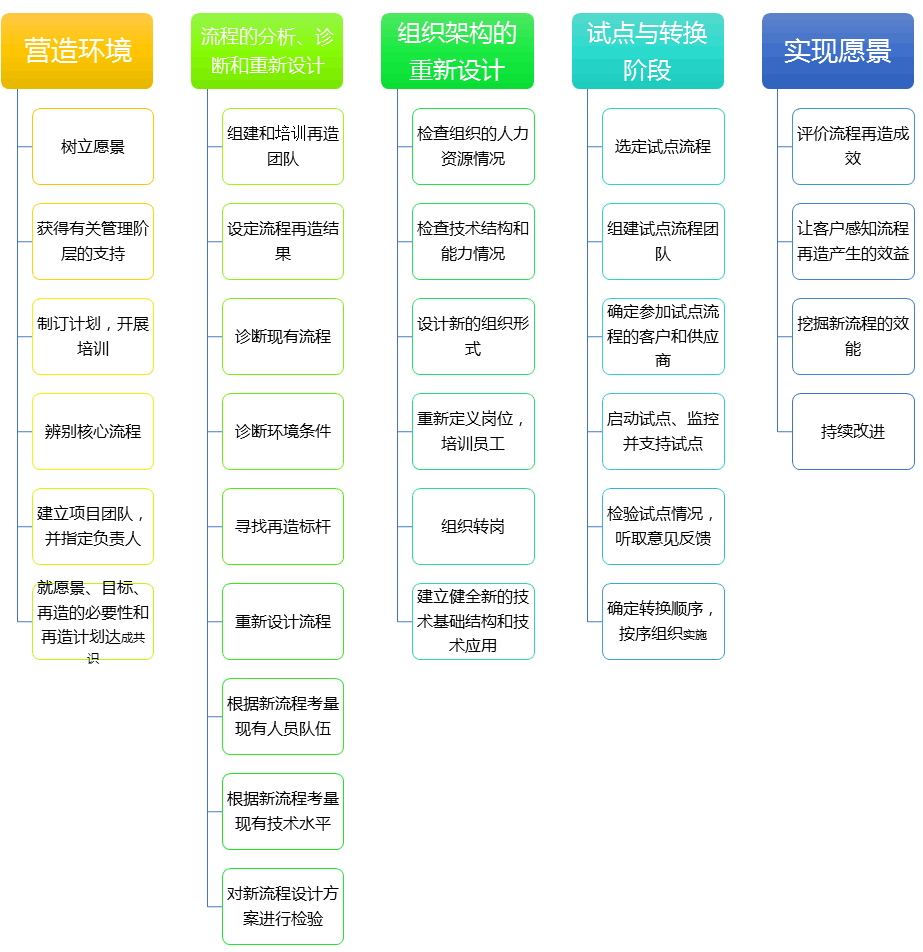 营造环境
树立愿景
获得有关管理阶
层的支持
制订计划，开展
培训
辨别核心流程
建立项目团队，
并指定负责人
就愿景、目标、
再造的必要性和
再造计划达成共
识
流程的分析、诊
断和重新设计
组建和培训再造
团队
设定流程再造结
果
诊断现有流程
诊断环境条件
寻找再造标杆
重新设计流程
根据新流程考量
现有人员队伍
根据新流程考量
现有技术水平
对新流程设计方
案进行检验
组织架构的
重新设计
检查组织的人力
资源情况
检查技术结构和
能力情况
设计新的组织形
式
重新定义岗位，
培训员工
组织转岗
建立健全新的技
术基础结构和技
术应用
试点与转换
阶段
选定试点流程
组建试点流程团
队
确定参加试点流
程的客户和供应
商
启动试点、监控
并支持试点
检验试点情况，
听取意见反馈
确定转换顺序，
按序组织实施
实现愿景
评价流程再造成
效
让客户感知流程
再造产生的效益
挖掘新流程的效
能
持续改进